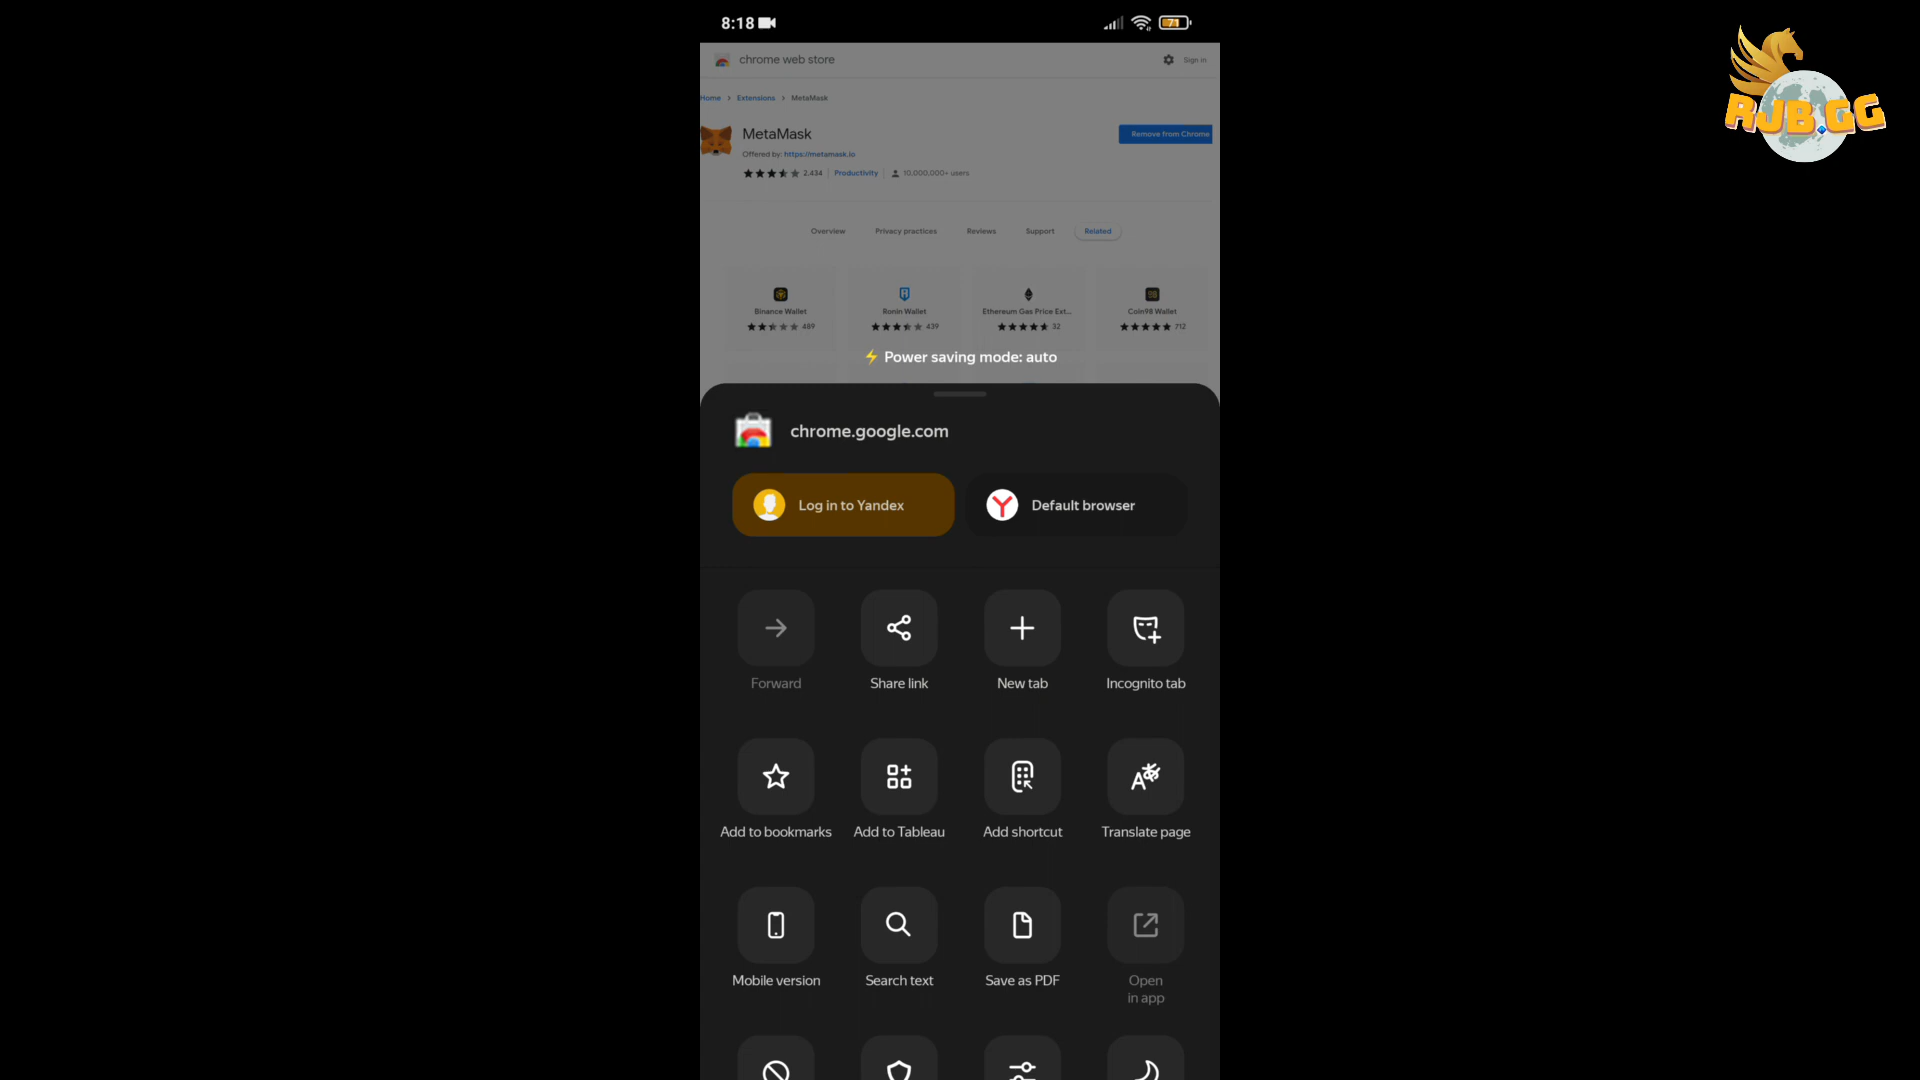 8:18
71
chrome web store
Sign in
Home > Extensions > MetaMask
MetaMask
Remove from Chrome
Offered by: https://metamask.io
2,434 Productivity 10,000,000+ users
Overview Privacy practices Reviews Support Related
Binance Wallet Ronin Wallet Ethereum Gas Price Ext... Coin98 Wallet
489 439 32 712
Power saving mode: auto
chrome.google.com
Log in to Yandex Default browser
Forward Share link New tab Incognito tab
Add to bookmarks Add to Tableau Add shortcut Translate page
Mobile version Search text Save as PDF Open
in app
RJB.GG